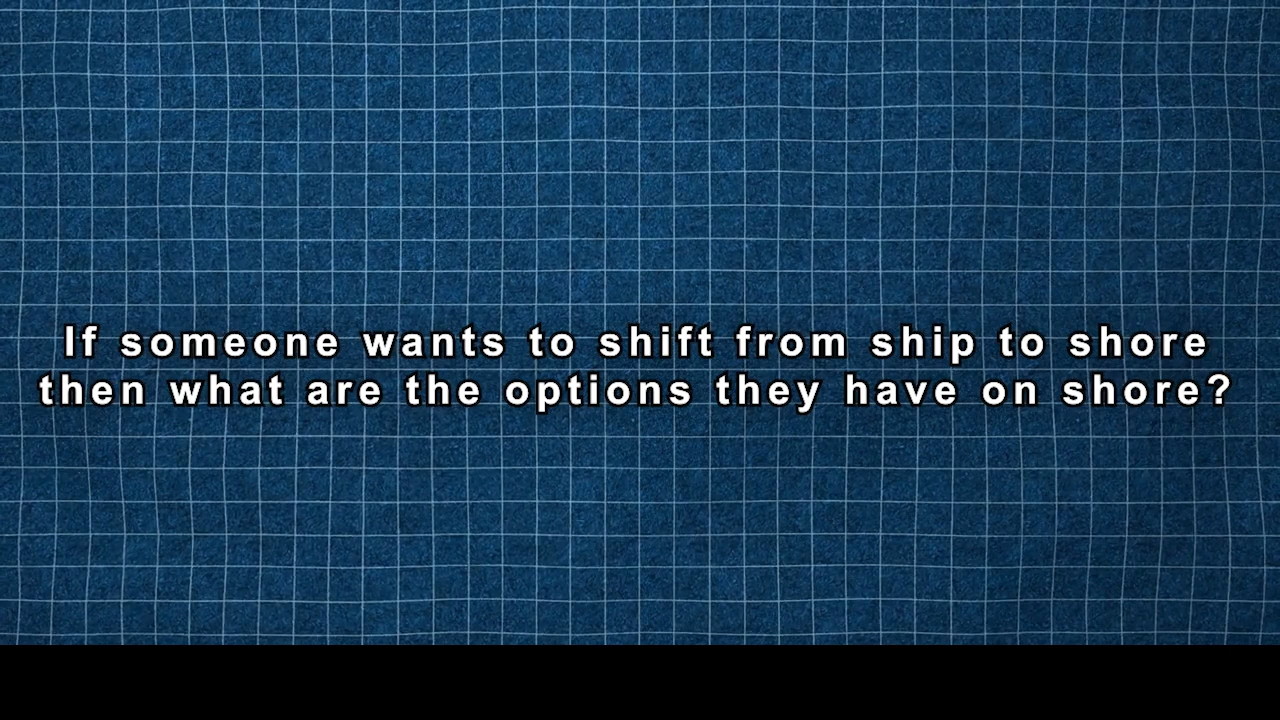 If someone wants to shift from ship to shore
then what are the options they have on shore?